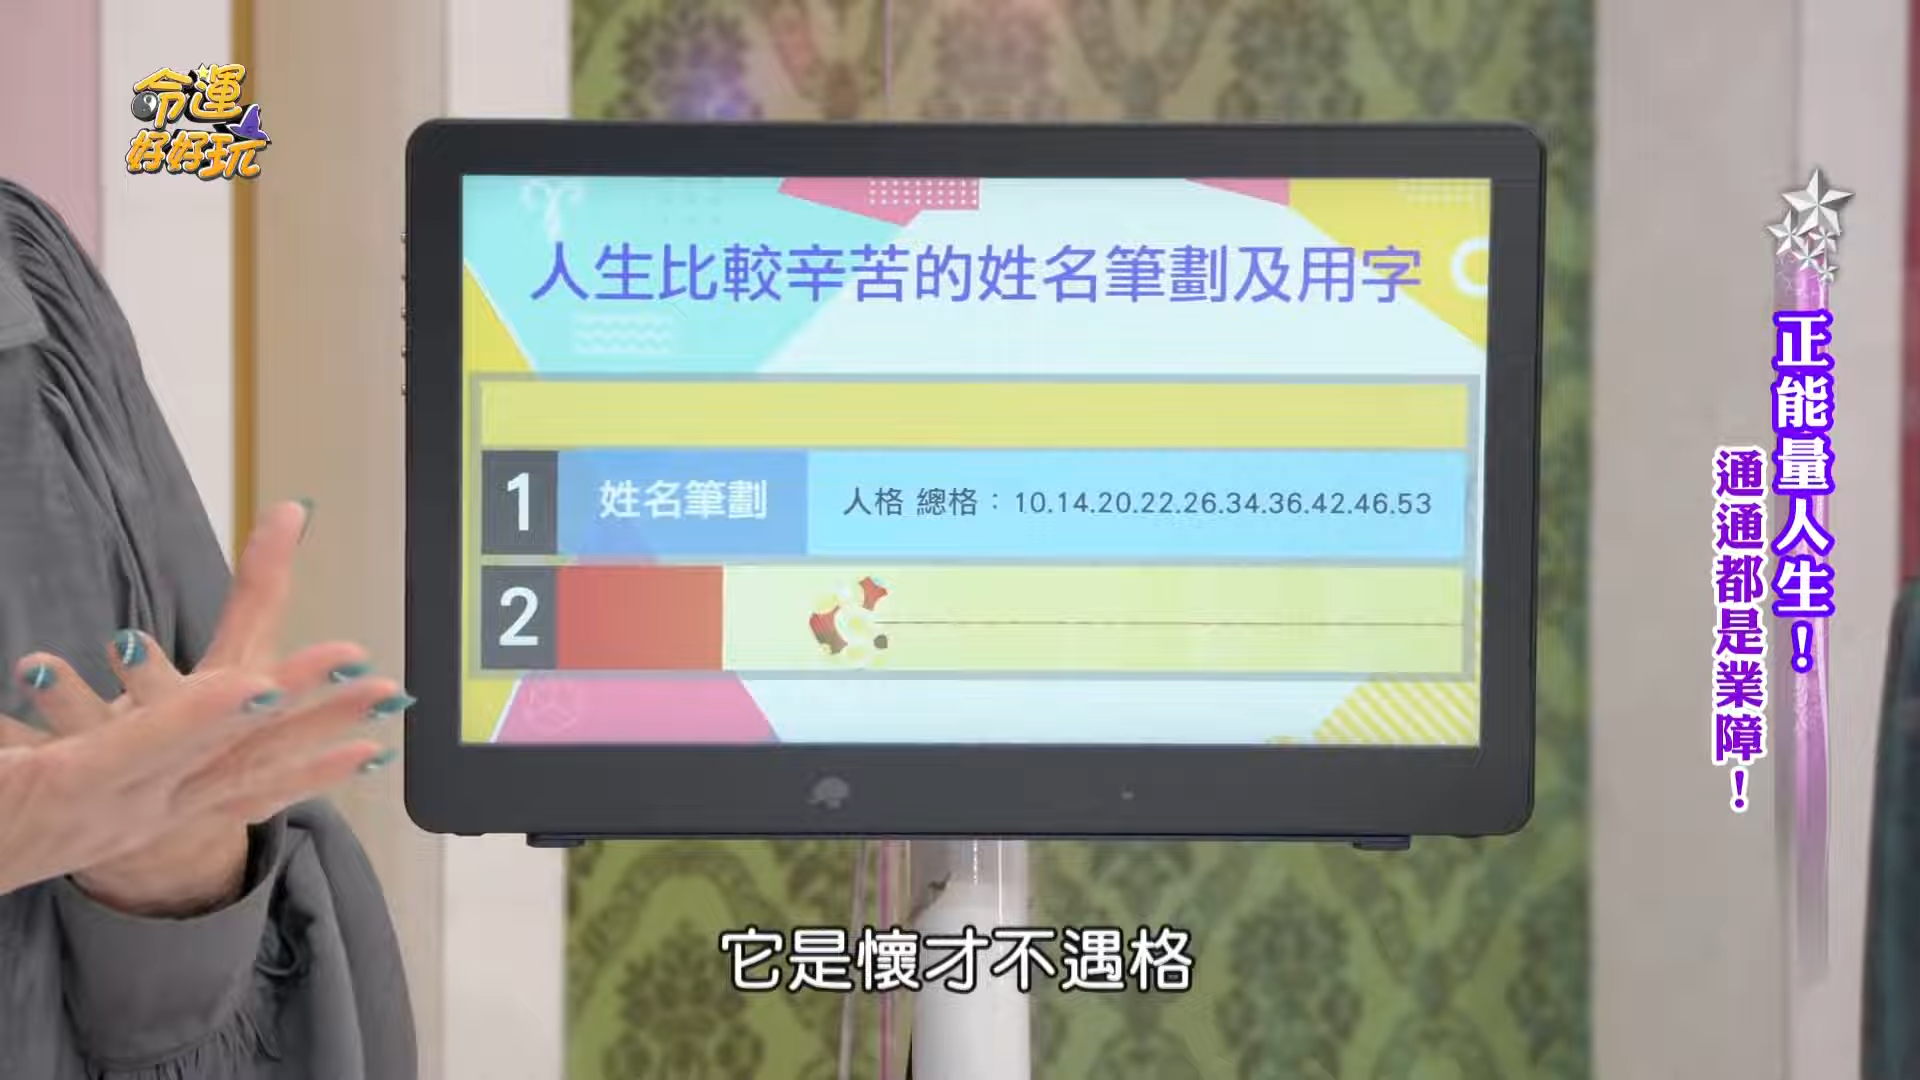 命運
好好玩
人生比較辛苦的姓名筆劃及用字
1 姓名筆劃 人格 總格：10.14.20.22.26.34.36.42.46.53
2
正能量人生！
通通都是業障！
它是懷才不遇格